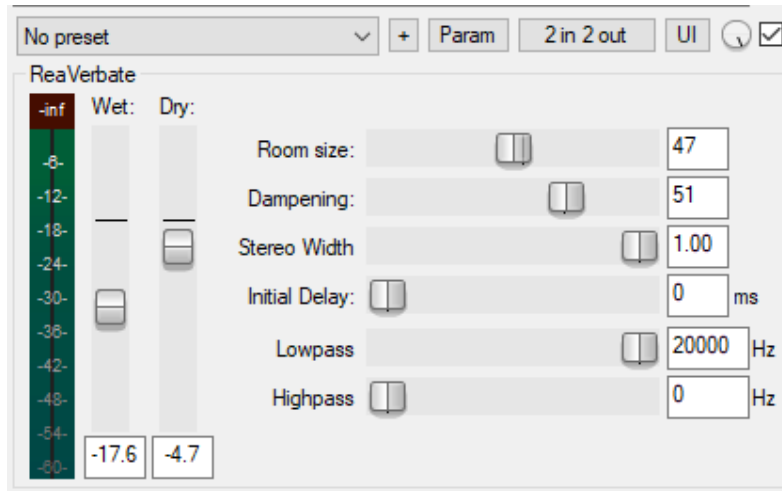 No preset + Param 2 in 2 out UI
ReaVerbate
-inf Wet: Dry:
-6-
-12-
-18-
-24-
-30-
-36-
-42-
-48-
-54-
-60-
-17.6 -4.7
Room size: 47
Dampening: 51
Stereo Width 1.00
Initial Delay: 0 ms
Lowpass 20000 Hz
Highpass 0 Hz